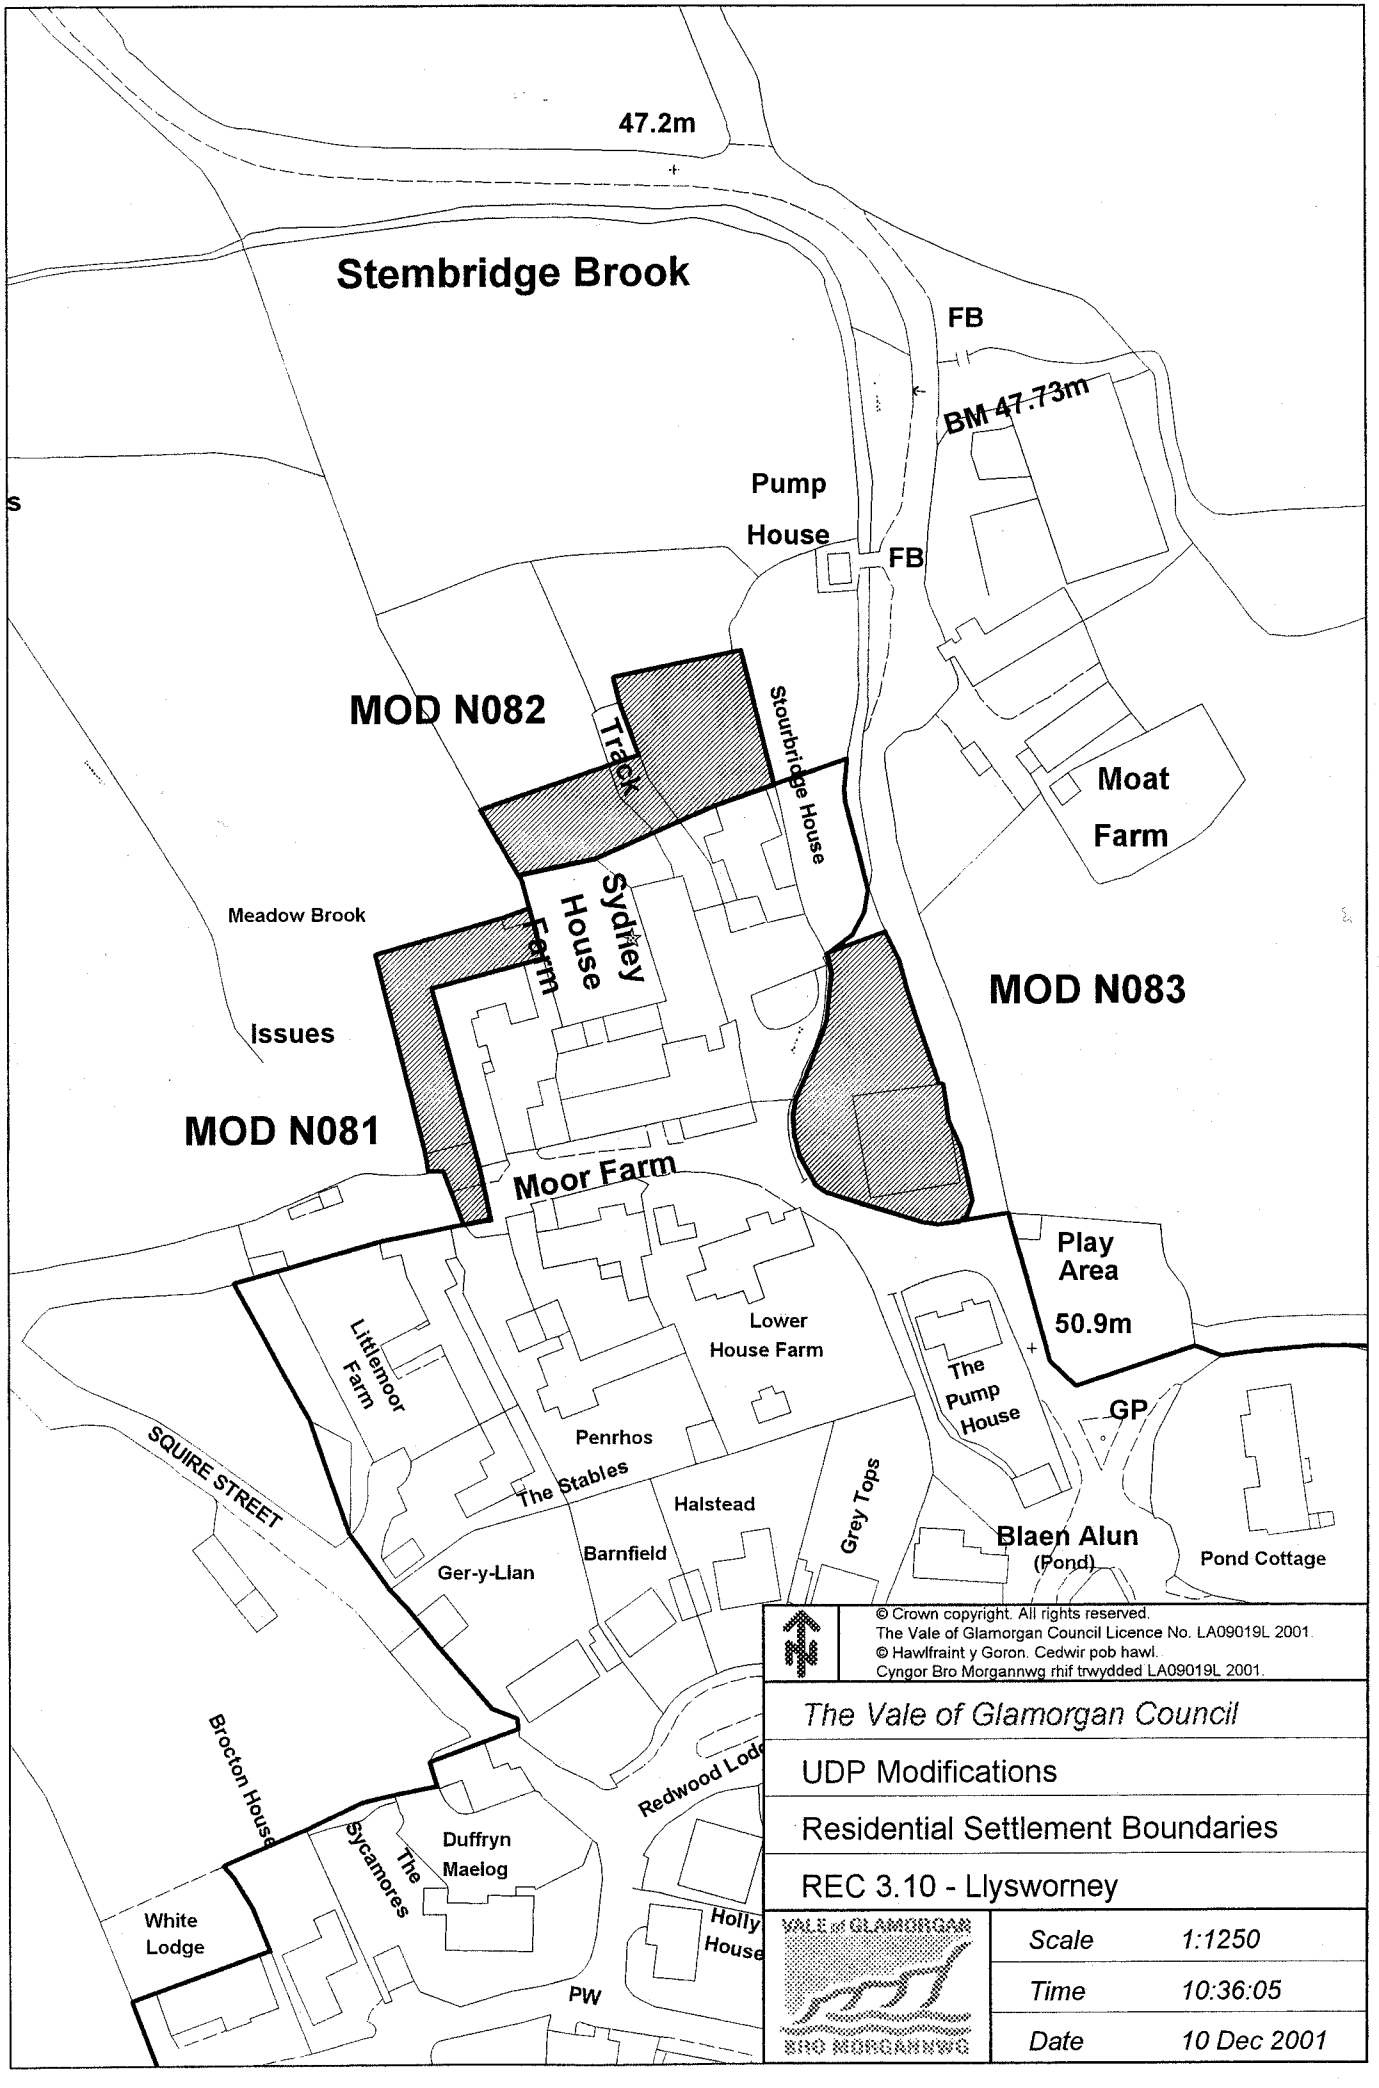 47.2m
Stembridge Brook
FB
BM 47.73m
s
Pump
House
FB
MOD N082
Track
Stourbridge House
Moat
Farm
Meadow Brook
Sydney
House
Farm
MOD N083
Issues
MOD N081
Moor Farm
Play
Area
50.9m
Lower
House Farm
Littlemoor
Farm
The
Pump
House
GP
SQUIRE STREET
Penrhos
The Stables
Halstead
Grey Tops
Barnfield
Ger-y-Llan
Blaen Alun
(Pond)
Pond Cottage
Brocton House
Redwood Lod
The
Sycamores
Duffryn
Maelog
White
Lodge
Holly
House
PW
N
© Crown copyright. All rights reserved.
The Vale of Glamorgan Council Licence No. LA09019L 2001.
© Hawlfraint y Goron. Cedwir pob hawl.
Cyngor Bro Morgannwg rhif trwydded LA09019L 2001.
The Vale of Glamorgan Council
UDP Modifications
Residential Settlement Boundaries
REC 3.10 - Llysworney
VALE of GLAMORGAN
BRO MORGANNWG
Scale 1:1250
Time 10:36:05
Date 10 Dec 2001